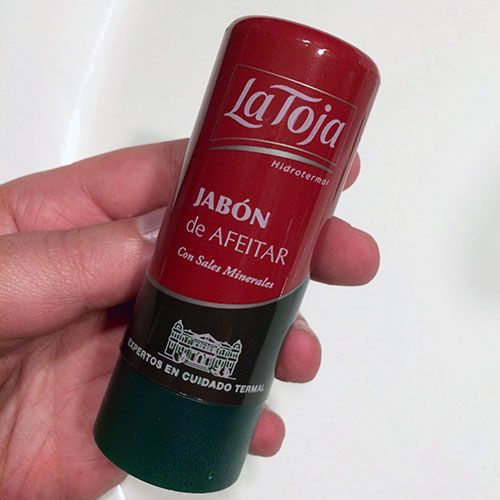 La Toja
Hidrotermal
JABÓN
de AFEITAR
Con Sales Minerales
EXPERTOS EN CUIDADO TERMAL